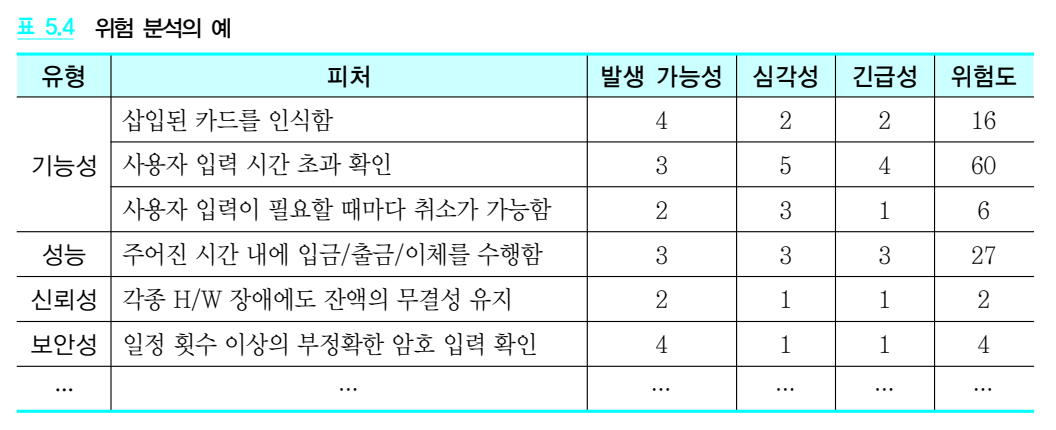 표 5.4 위험 분석의 예
유형 피처 발생 가능성 심각성 긴급성 위험도
기능성 삽입된 카드를 인식함 4 2 2 16
사용자 입력 시간 초과 확인 3 5 4 60
사용자 입력이 필요할 때마다 취소가 가능함 2 3 1 6
성능 주어진 시간 내에 입금/출금/이체를 수행함 3 3 3 27
신뢰성 각종 H/W 장애에도 잔액의 무결성 유지 2 1 1 2
보안성 일정 횟수 이상의 부정확한 암호 입력 확인 4 1 1 4
… … … … … …